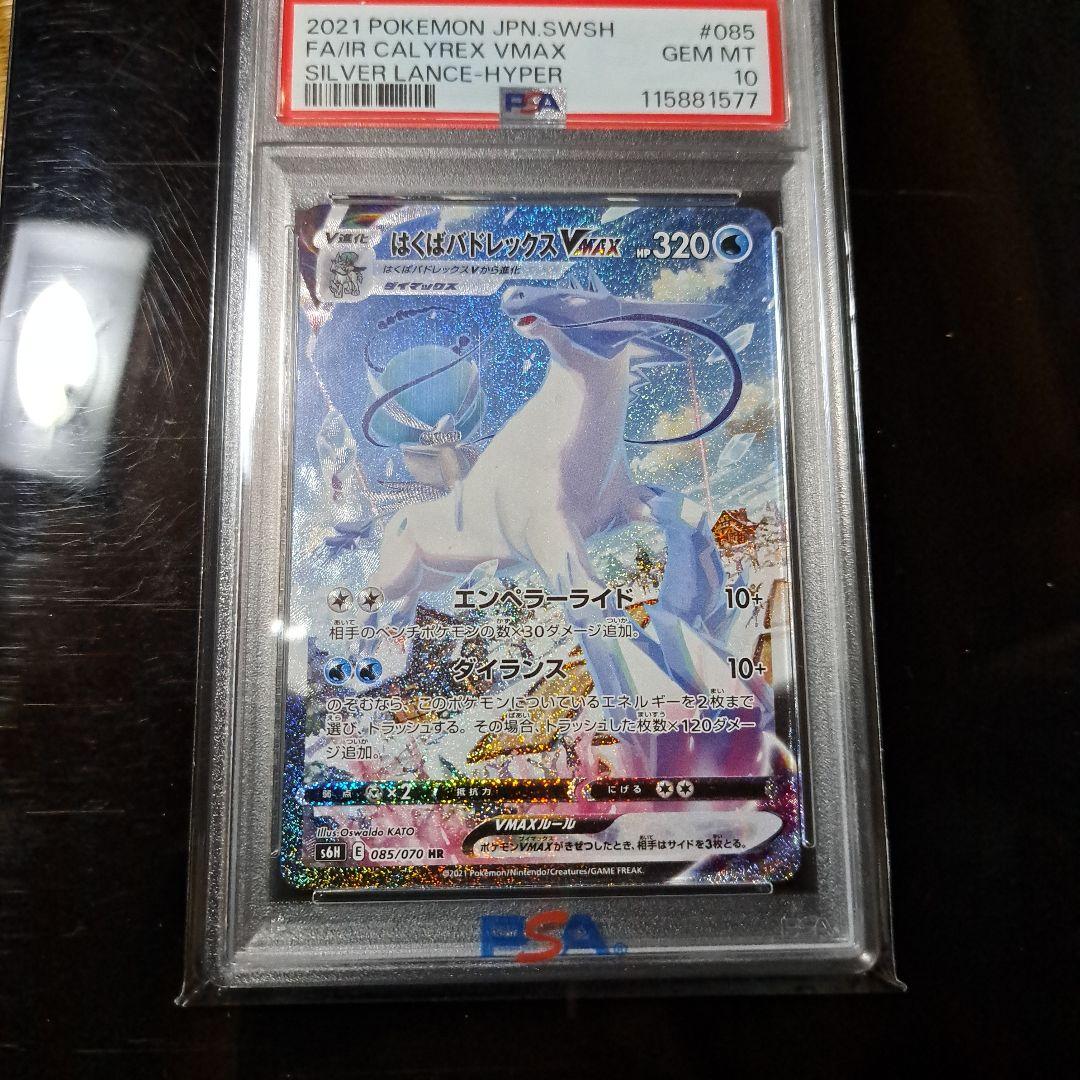 2021 POKEMON JPN.SWSH #085
FA/IR CALYREX VMAX GEM MT
SILVER LANCE-HYPER 10
PSA 115881577
V進化 はくばバドレックスVMAX HP320
はくばバドレックスVから進化
ダイマックス
エンペラーライド 10+
相手のベンチポケモンの数×30ダメージ追加。
ダイランス 10+
のぞむなら、このポケモンについているエネルギーを2枚まで
選び、トラッシュする。その場合、トラッシュした枚数×120ダメー
ジ追加。
弱点 ×2 抵抗力 にげる
Illus. Oswaldo KATO
VMAXルール
ポケモンVMAXがきぜつしたとき、相手はサイドを3枚とる。
s6H E 085/070 HR
©2021 Pokémon/Nintendo/Creatures/GAME FREAK.
PSA®